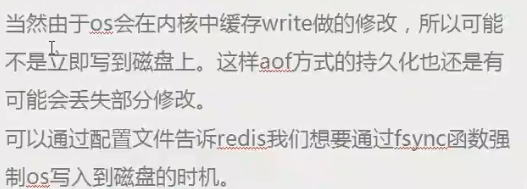 当然由于os会在内核中缓存write做的修改，所以可能
不是立即写到磁盘上。这样aof方式的持久化也还是有
可能会丢失部分修改。
可以通过配置文件告诉redis我们想要通过fsync函数强
制os写入到磁盘的时机。